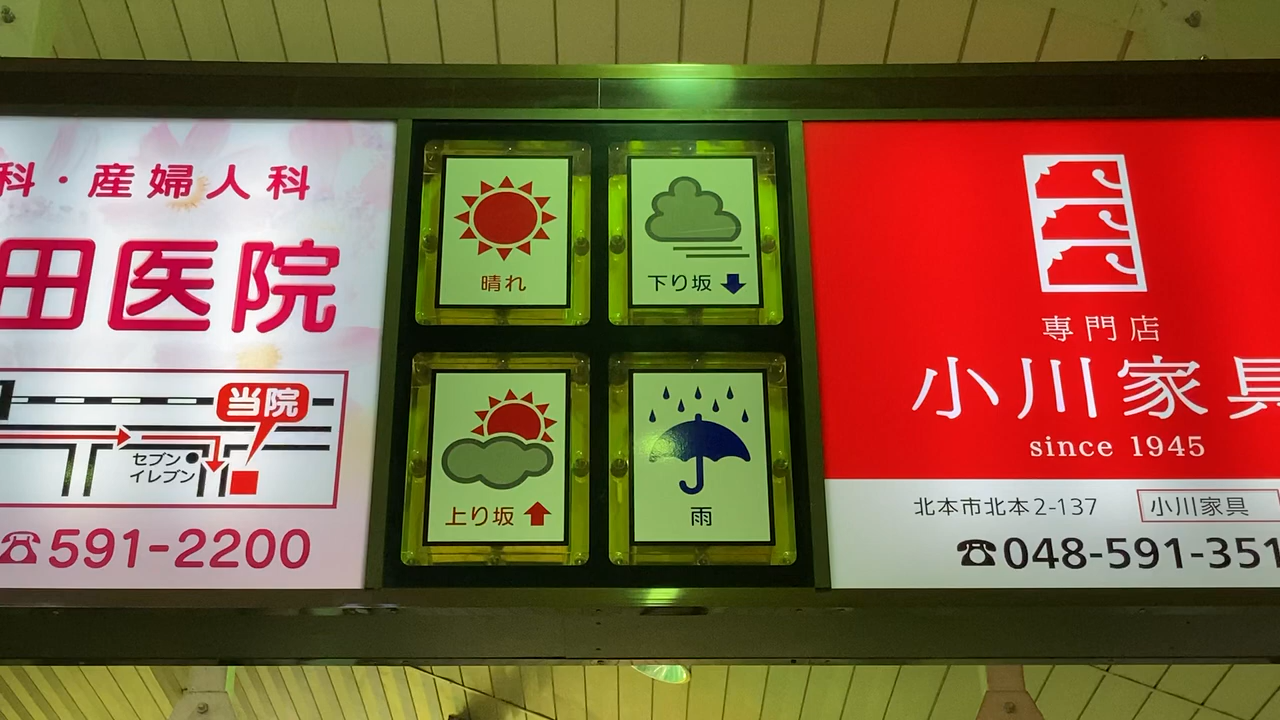 科・産婦人科
田医院
当院
セブン
イレブン
☎591-2200
晴れ
下り坂
上り坂
雨
専門店
小川家具
since 1945
北本市北本2-137
小川家具
☎048-591-351